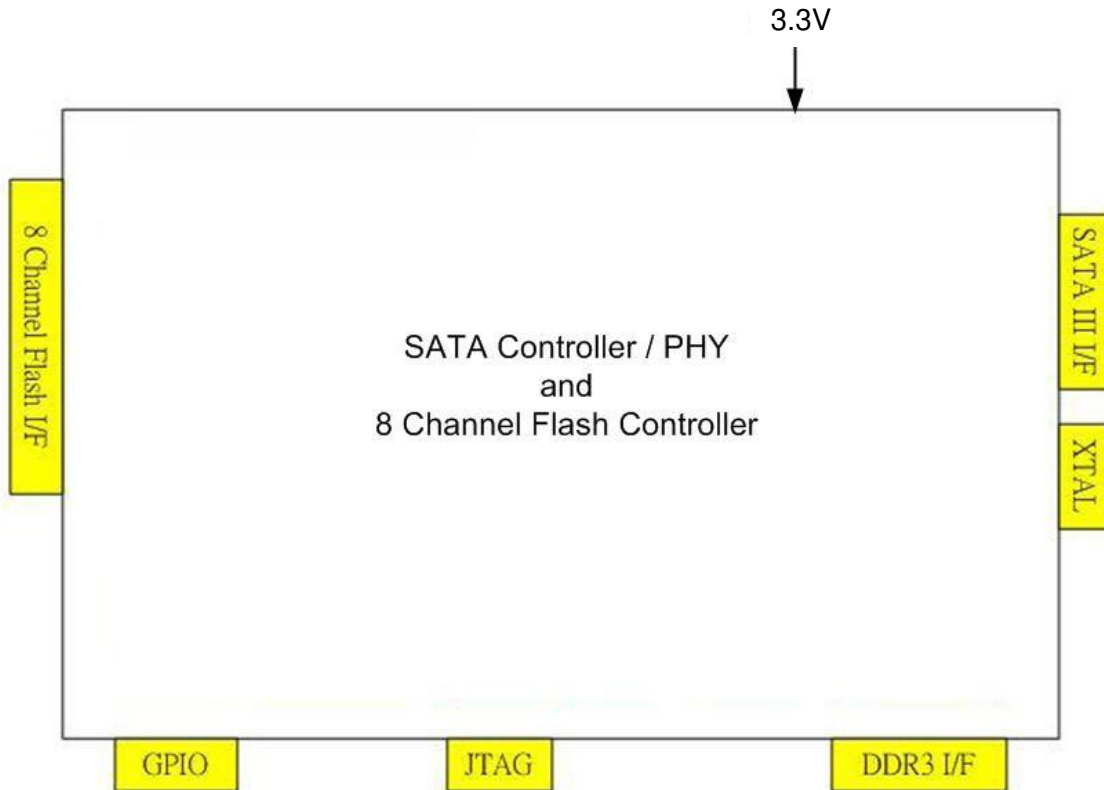 3.3V
8 Channel Flash I/F
SATA III I/F
SATA Controller / PHY
and
8 Channel Flash Controller
XTAL
GPIO
JTAG
DDR3 I/F